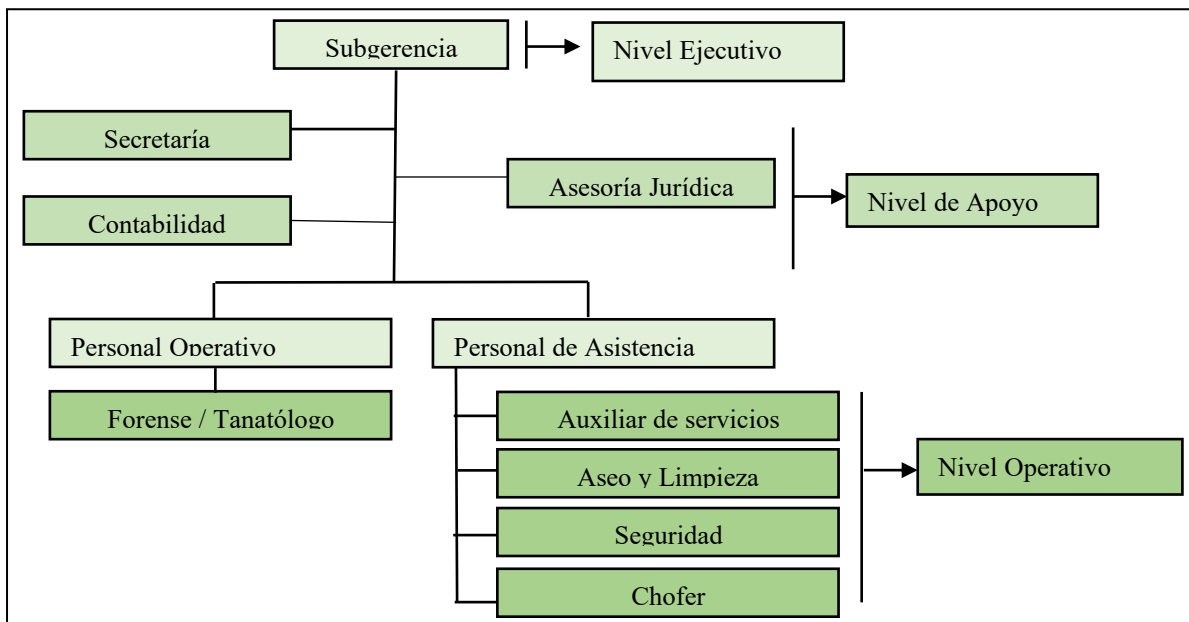 Subgerencia
Nivel Ejecutivo
Secretaría
Asesoría Jurídica
Nivel de Apoyo
Contabilidad
Personal Operativo
Personal de Asistencia
Forense / Tanatólogo
Auxiliar de servicios
Aseo y Limpieza
Nivel Operativo
Seguridad
Chofer